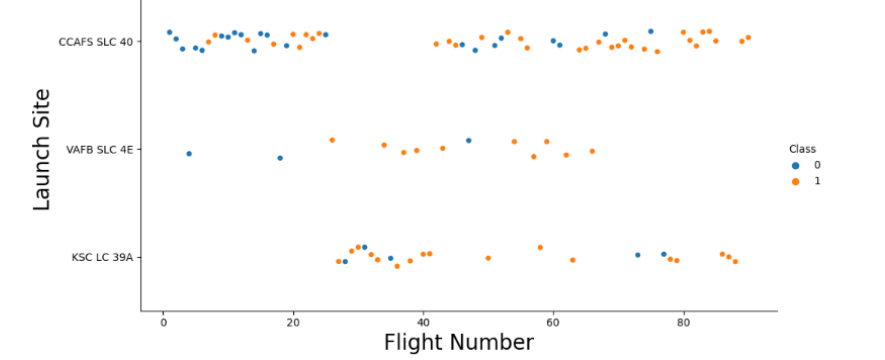 CCAFS SLC 40
VAFB SLC 4E
KSC LC 39A
Launch Site
0 20 40 60 80
Flight Number
Class
0
1